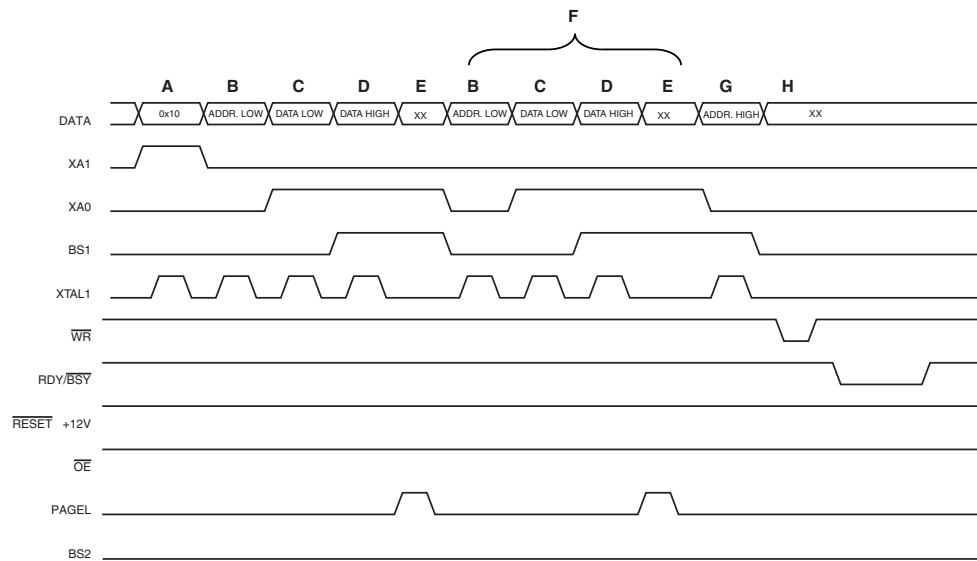 F
A B C D E B C D E G H
DATA 0x10 ADDR. LOW DATA LOW DATA HIGH XX ADDR. LOW DATA LOW DATA HIGH XX ADDR. HIGH XX
XA1
XA0
BS1
XTAL1
WR
RDY/BSY
RESET +12V
OE
PAGEL
BS2